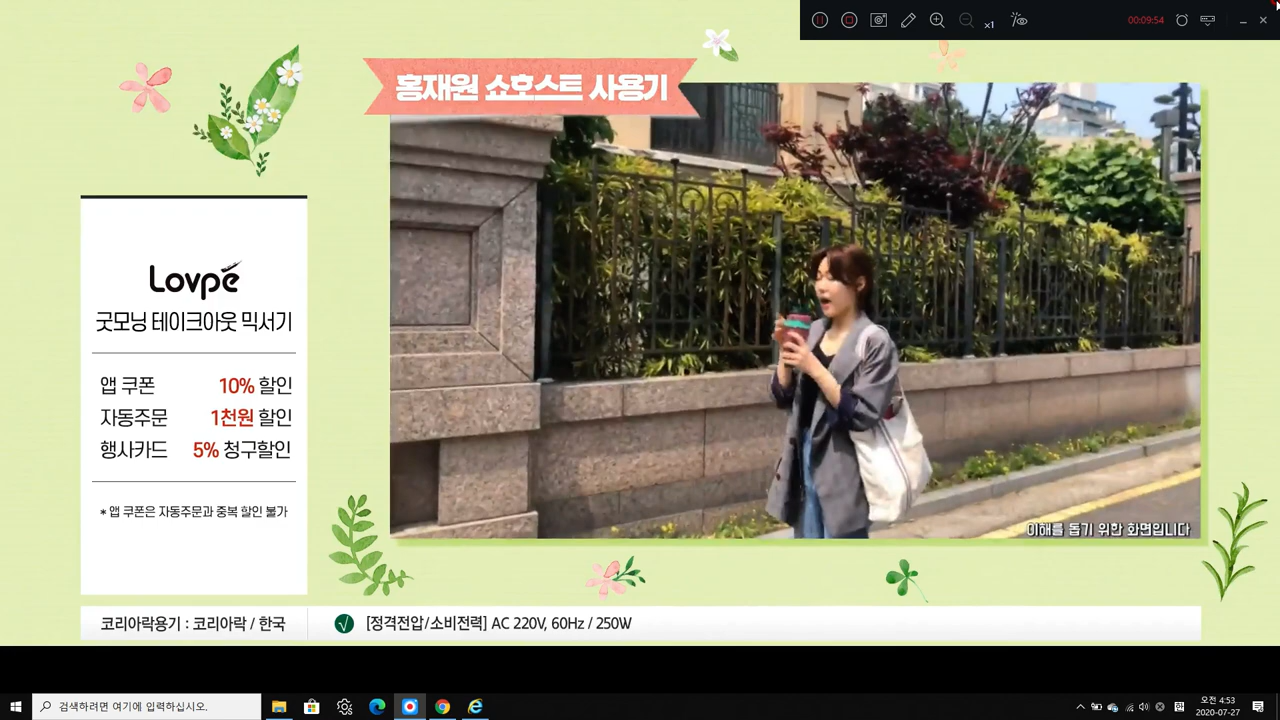 x1
00:09:54
홍재원 쇼호스트 사용기
Lovpé
굿모닝 테이크아웃 믹서기
앱 쿠폰 10% 할인
자동주문 1천원 할인
행사카드 5% 청구할인
* 앱 쿠폰은 자동주문과 중복 할인 불가
이해를 돕기 위한 화면입니다
코리아락용기 : 코리아락 / 한국
[정격전압/소비전력] AC 220V, 60Hz / 250W
검색하려면 여기에 입력하십시오.
오전 4:53
2020-07-27